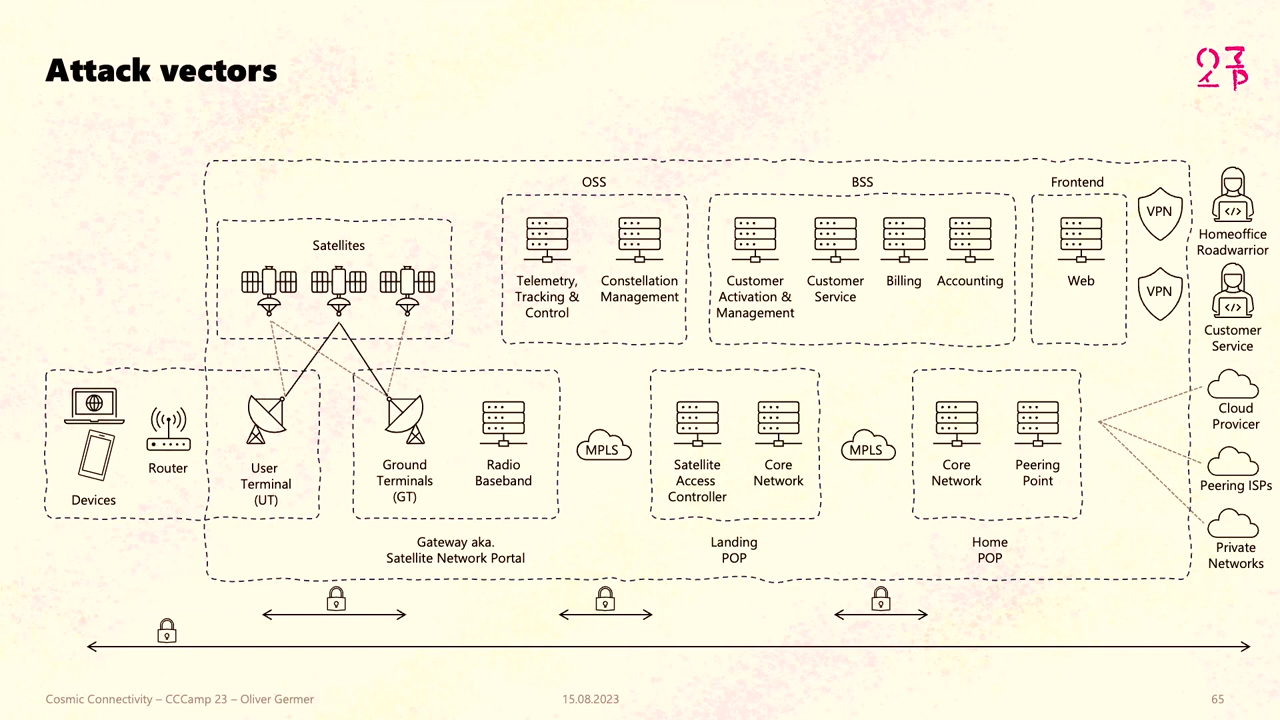 Attack vectors
OSS
BSS
Frontend
Satellites
Telemetry,
Tracking &
Control
Constellation
Management
Customer
Activation &
Management
Customer
Service
Billing
Accounting
Web
VPN
VPN
Homeoffice
Roadwarrior
Customer
Service
Devices
Router
User
Terminal
(UT)
Ground
Terminals
(GT)
Radio
Baseband
MPLS
Satellite
Access
Controller
Core
Network
MPLS
Core
Network
Peering
Point
Cloud
Provicer
Peering ISPs
Private
Networks
Gateway aka.
Satellite Network Portal
Landing
POP
Home
POP
Cosmic Connectivity – CCCamp 23 – Oliver Germer
15.08.2023
65